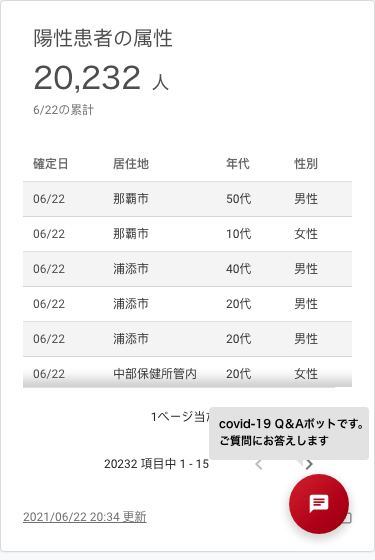 陽性患者の属性
20,232 人
6/22の累計
確定日 居住地 年代 性別
06/22 那覇市 50代 男性
06/22 那覇市 10代 女性
06/22 浦添市 40代 男性
06/22 浦添市 20代 男性
06/22 浦添市 20代 男性
06/22 中部保健所管内 20代 女性
1ページ当
covid-19 Q&Aボットです。
ご質問にお答えします
20232 項目中 1 - 15
2021/06/22 20:34 更新